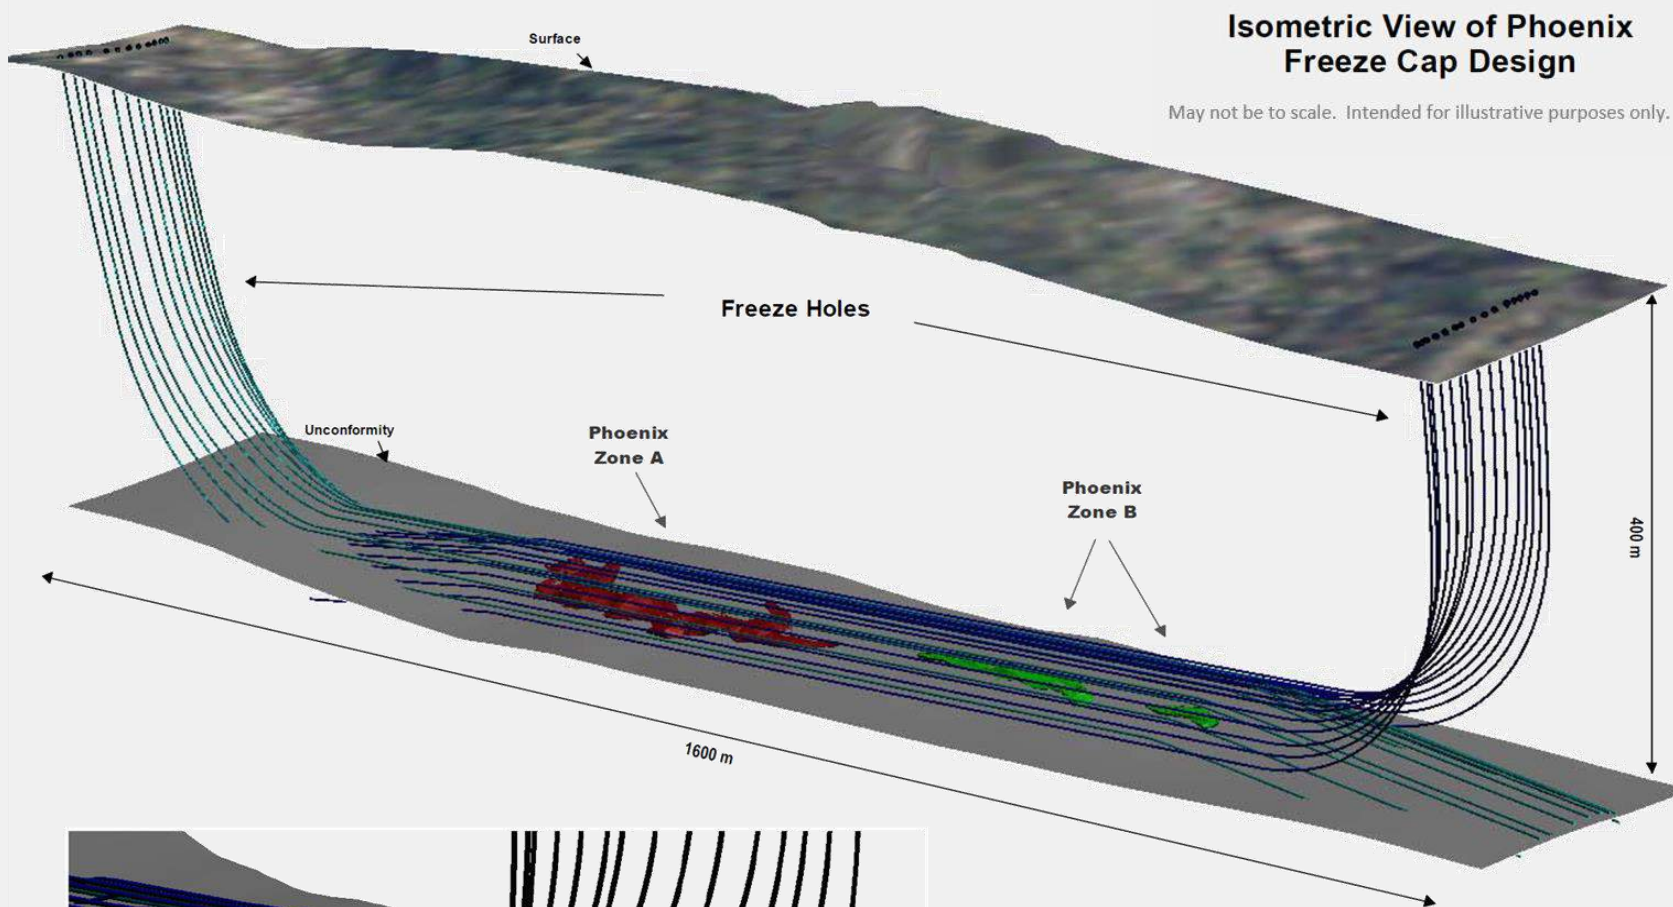 Isometric View of Phoenix
Freeze Cap Design
May not be to scale.  Intended for illustrative purposes only.
Surface
Freeze Holes
Unconformity
Phoenix
Zone A
Phoenix
Zone B
400 m
1600 m